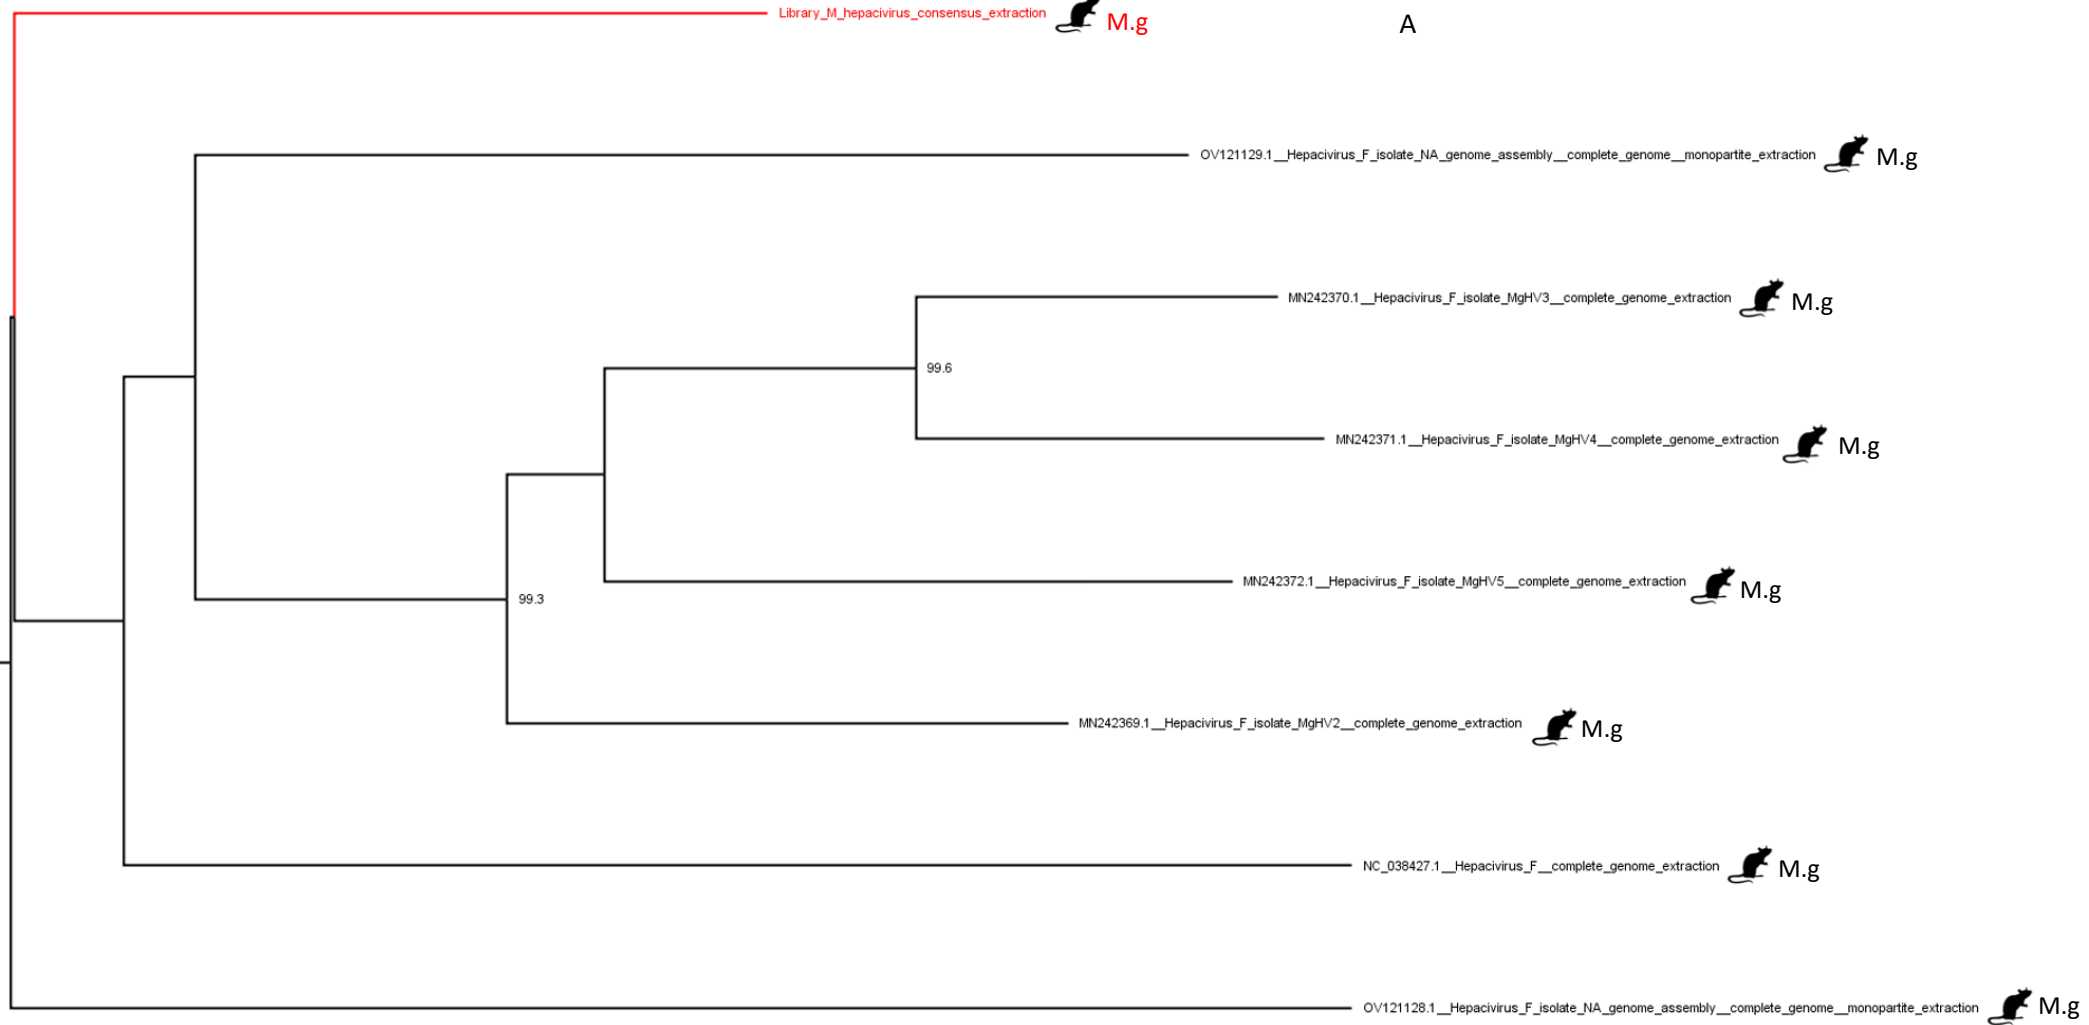 Library_M_hepacivirus_consensus_extraction M.g A
OV121129.1__Hepacivirus_F_isolate_NA_genome_assembly__complete_genome__monopartite_extraction M.g
MN242370.1__Hepacivirus_F_isolate_MgHV3__complete_genome_extraction M.g
99.6
MN242371.1__Hepacivirus_F_isolate_MgHV4__complete_genome_extraction M.g
MN242372.1__Hepacivirus_F_isolate_MgHV5__complete_genome_extraction M.g
99.3
MN242369.1__Hepacivirus_F_isolate_MgHV2__complete_genome_extraction M.g
NC_038427.1__Hepacivirus_F__complete_genome_extraction M.g
OV121128.1__Hepacivirus_F_isolate_NA_genome_assembly__complete_genome__monopartite_extraction M.g